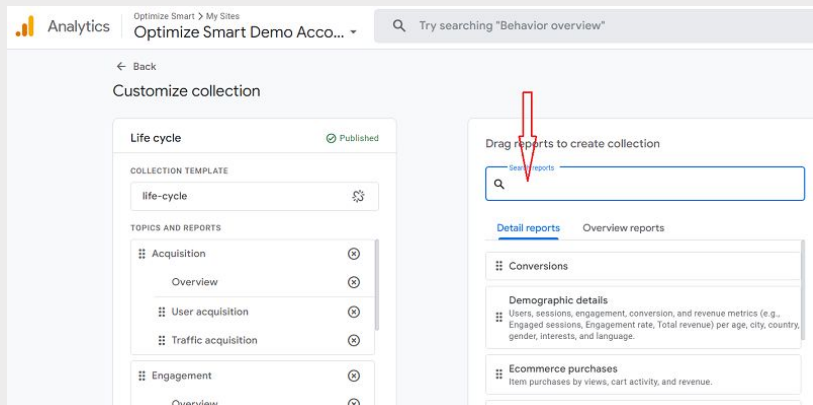 Analytics
Optimize Smart > My Sites
Optimize Smart Demo Acco...
Try searching "Behavior overview"
Back
Customize collection
Life cycle
Published
COLLECTION TEMPLATE
life-cycle
TOPICS AND REPORTS
Acquisition
Overview
User acquisition
Traffic acquisition
Engagement
Overview
Drag reports to create collection
Search reports
Detail reports
Overview reports
Conversions
Demographic details
Users, sessions, engagement, conversion, and revenue metrics (e.g.,
Engaged sessions, Engagement rate, Total revenue) per age, city, country,
gender, interests, and language.
Ecommerce purchases
Item purchases by views, cart activity, and revenue.